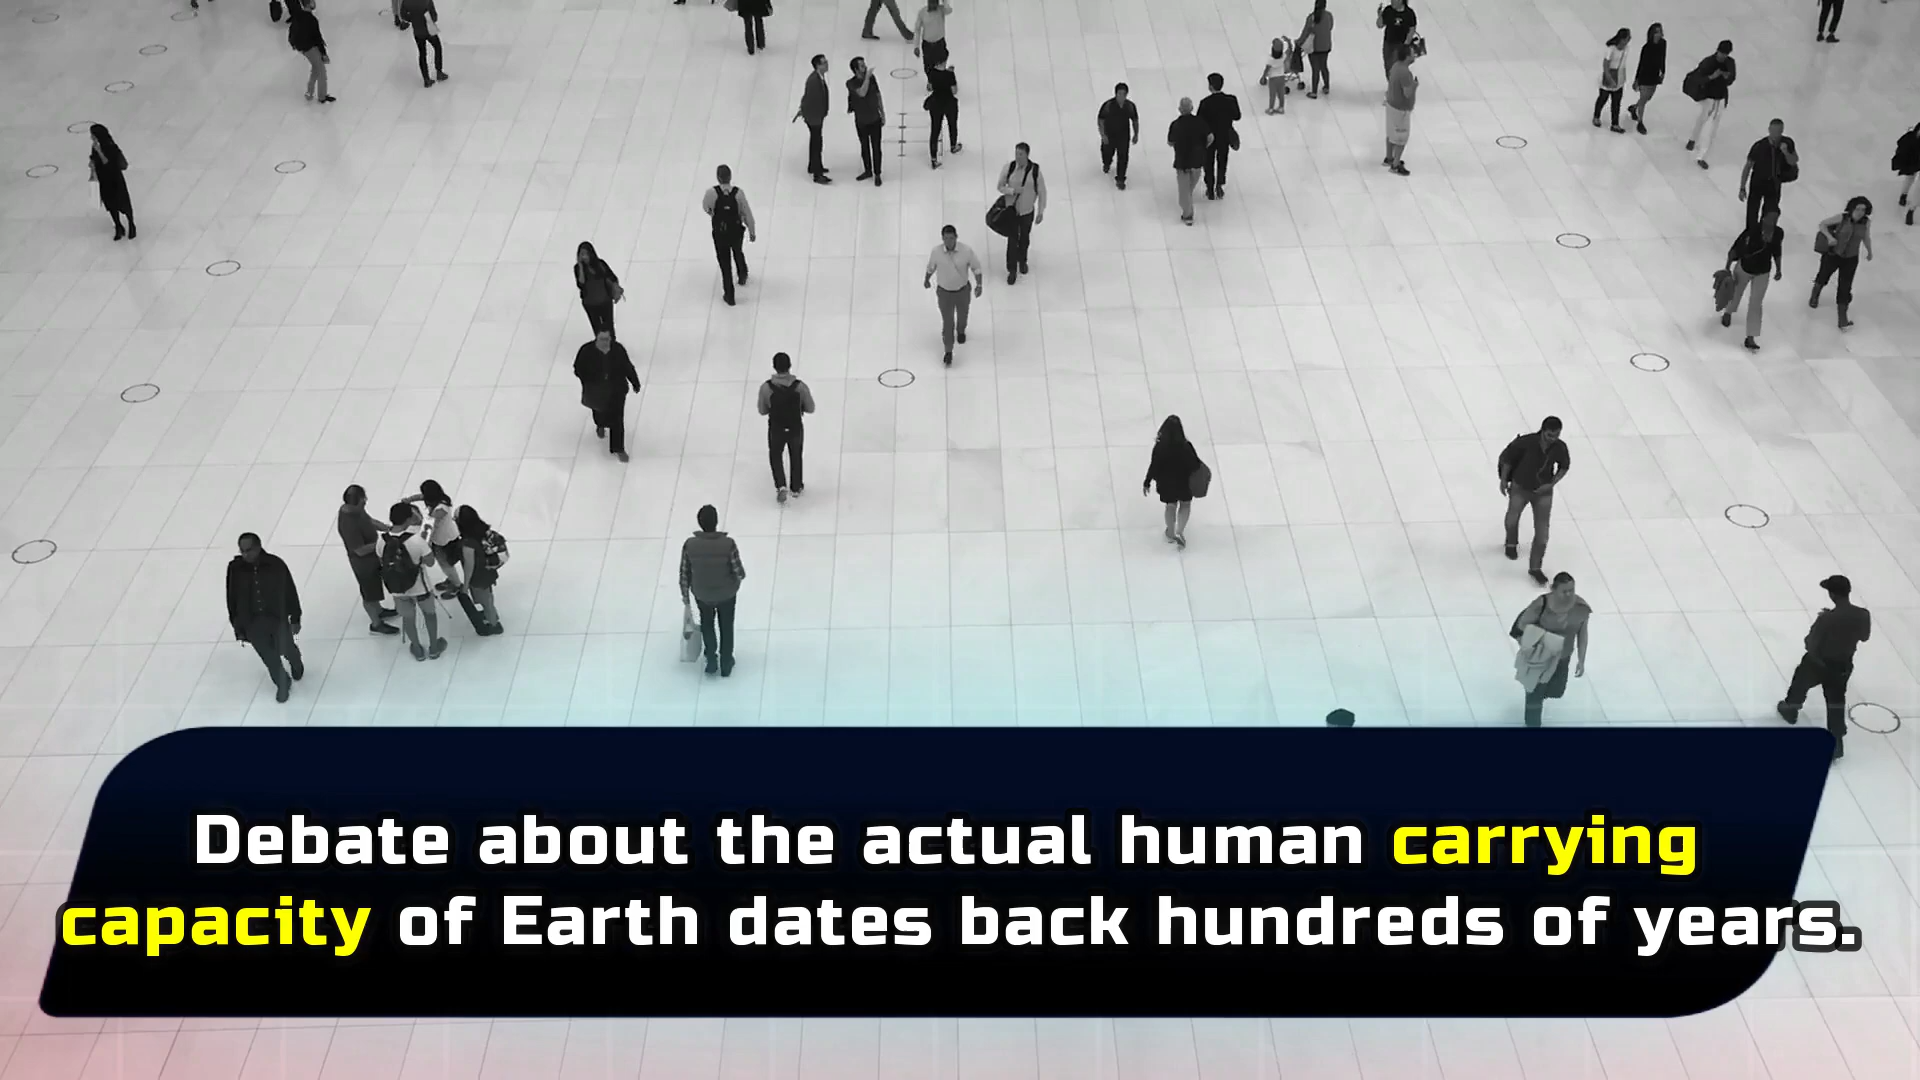 Debate about the actual human carrying
capacity of Earth dates back hundreds of years.